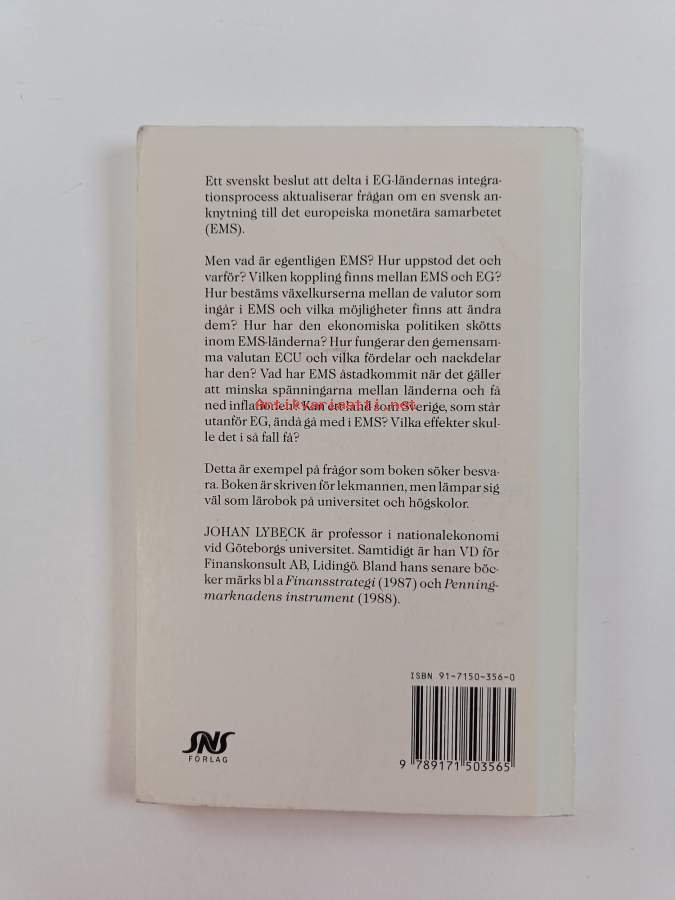 Ett svenskt beslut att delta i EG-ländernas integra-
tionsprocess aktualiserar frågan om en svensk an-
knytning till det europeiska monetära samarbetet
(EMS).
Men vad är egentligen EMS? Hur uppstod det och
varför? Vilken koppling finns mellan EMS och EG?
Hur bestäms växelkurserna mellan de valutor som
ingår i EMS och vilka möjligheter finns att ändra
dem? Hur har den ekonomiska politiken skötts
inom EMS-länderna? Hur fungerar den gemensam-
ma valutan ECU och vilka fördelar och nackdelar
har den? Vad har EMS åstadkommit när det gäller
att minska spänningarna mellan länderna och få
ned inflationen? Kan ett land som Sverige, som står
Antikvariaatti.net
utanför EG, ändå gå med i EMS? Vilka effekter skul-
le det i så fall få?
Detta är exempel på frågor som boken söker besva-
ra. Boken är skriven för lekmannen, men lämpar sig
väl som lärobok på universitet och högskolor.
JOHAN LYBECK är professor i nationalekonomi
vid Göteborgs universitet. Samtidigt är han VD för
Finanskonsult AB, Lidingö. Bland hans senare böc-
ker märks bl a Finansstrategi (1987) och Penning-
marknadens instrument (1988).
ISBN 91-7150-356-0
SNS
FÖRLAG
9 789171 503565